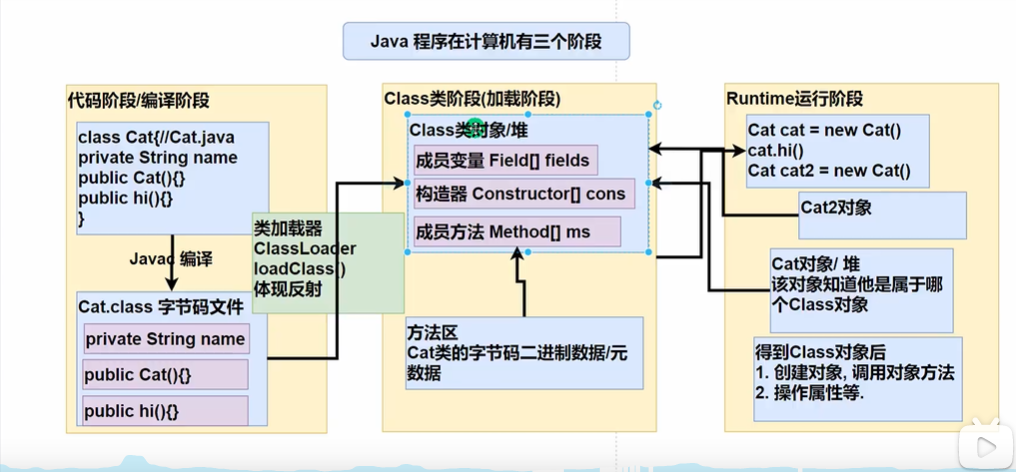 Java 程序在计算机有三个阶段
代码阶段/编译阶段
class Cat{//Cat.java
private String name
public Cat(){}
public hi(){}
}
Javac 编译
Cat.class 字节码文件
private String name
public Cat(){}
public hi(){}
类加载器
ClassLoader
loadClass()
体现反射
Class类阶段(加载阶段)
Class类对象/堆
成员变量 Field[] fields
构造器 Constructor[] cons
成员方法 Method[] ms
方法区
Cat类的字节码二进制数据/元
数据
Runtime运行阶段
Cat cat = new Cat()
cat.hi()
Cat cat2 = new Cat()
Cat2对象
Cat对象/ 堆
该对象知道他是属于哪
个Class对象
得到Class对象后
1. 创建对象, 调用对象方法
2. 操作属性等.